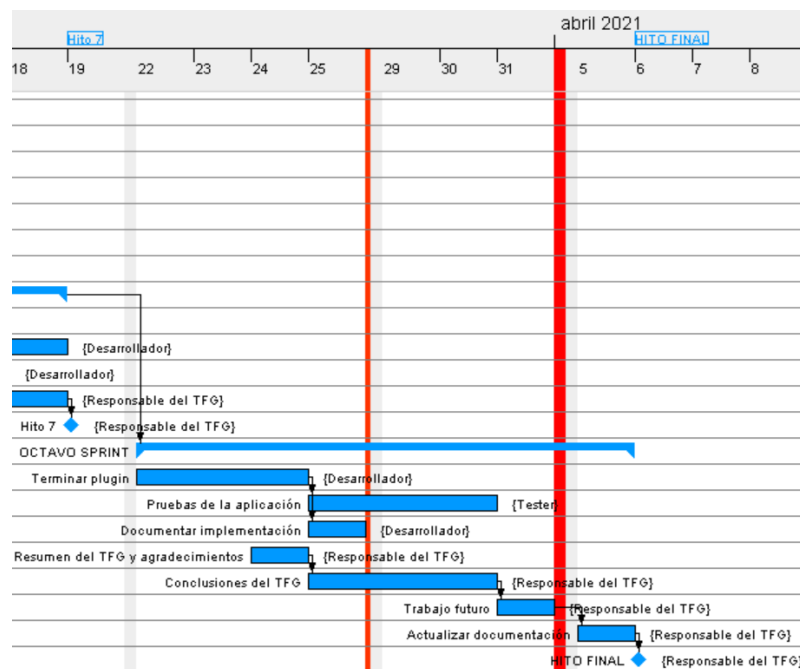 abril 2021
Hito 7 HITO FINAL
18 19 22 23 24 25 29 30 31 5 6 7 8
{Desarrollador}
{Desarrollador}
{Responsable del TFG}
Hito 7 {Responsable del TFG}
OCTAVO SPRINT
Terminar plugin {Desarrollador}
Pruebas de la aplicación {Tester}
Documentar implementación {Desarrollador}
Resumen del TFG y agradecimientos {Responsable del TFG}
Conclusiones del TFG {Responsable del TFG}
Trabajo futuro {Responsable del TFG}
Actualizar documentación {Responsable del TFG}
HITO FINAL {Responsable del TFG}